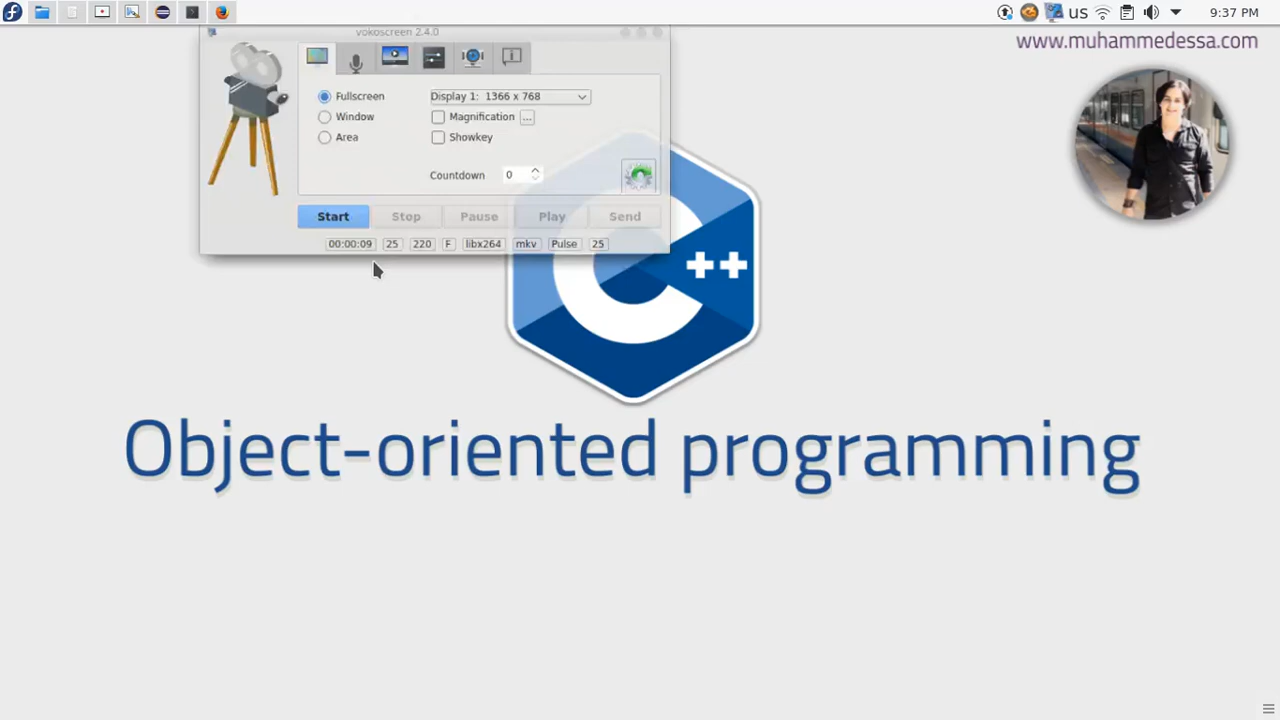 us
9:37 PM
vokoscreen 2.4.0
www.muhammedessa.com
Fullscreen
Display 1: 1366 x 768
Window
Magnification ...
Area
Showkey
Countdown 0
Start Stop Pause Play Send
00:00:09 25 220 F libx264 mkv Pulse 25
C++
Object-oriented programming